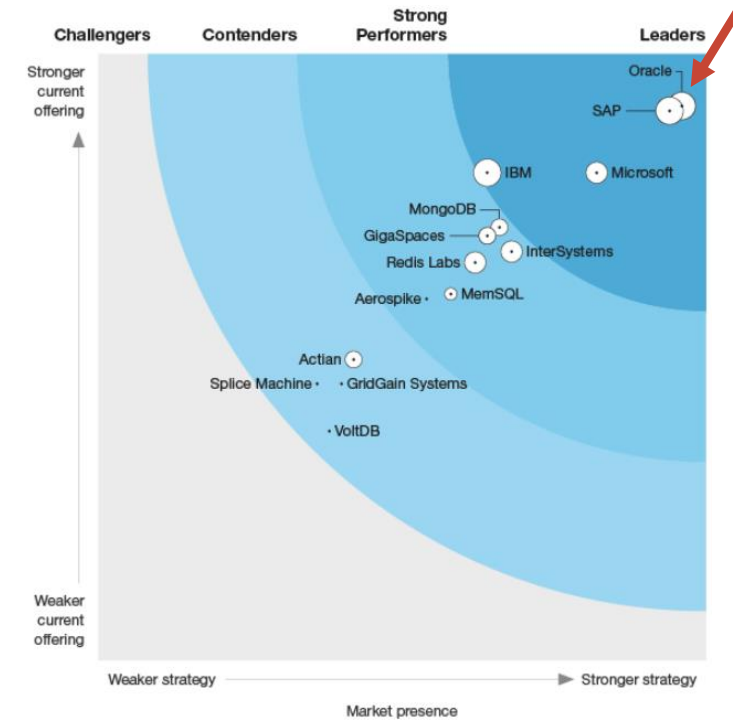 Challengers
Contenders
Strong
Performers
Leaders
Stronger
current
offering
Oracle
SAP
IBM
Microsoft
MongoDB
GigaSpaces
InterSystems
Redis Labs
MemSQL
Aerospike
Actian
Splice Machine
GridGain Systems
VoltDB
Weaker
current
offering
Weaker strategy
Stronger strategy
Market presence